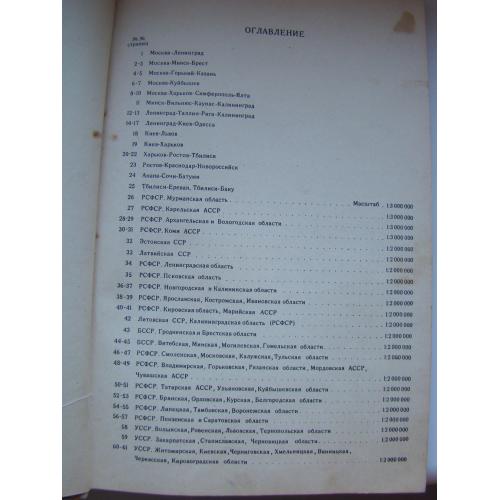 ОГЛАВЛЕНИЕ
№ №
страниц
1 Москва-Ленинград
2-3 Москва-Минск-Брест
4-5 Москва-Горький-Казань
6-7 Москва-Куйбышев
8-10 Москва-Харьков-Симферополь-Ялта
11 Минск-Вильнюс-Каунас-Калининград
12-13 Ленинград-Таллин-Рига-Калининград
14-17 Ленинград-Киев-Одесса
18 Киев-Львов
19 Киев-Харьков
20-22 Харьков-Ростов-Тбилиси
23 Ростов-Краснодар-Новороссийск
24 Анапа-Сочи-Батуми
25 Тбилиси-Ереван, Тбилиси-Баку
26 РСФСР. Мурманская область Масштаб 1:3 000 000
27 РСФСР. Карельская АССР 1:3 000 000
28-29 РСФСР. Архангельская и Вологодская области 1:3 000 000
30-31 РСФСР. Коми АССР 1:3 000 000
32 Эстонская ССР 1:2 000 000
33 Латвийская ССР 1:2 000 000
34 РСФСР. Ленинградская область 1:2 000 000
35 РСФСР. Псковская область 1:2 000 000
36-37 РСФСР. Новгородская и Калининская области 1:2 000 000
38-39 РСФСР. Ярославская, Костромская, Ивановская области 1:2 000 000
40-41 РСФСР. Кировская область, Марийская АССР 1:2 000 000
42 Литовская ССР, Калининградская область (РСФСР) 1:2 000 000
43 БССР. Гродненская и Брестская области 1:2 000 000
44-45 БССР. Витебская, Минская, Могилевская, Гомельская области 1:2 000 000
46-47 РСФСР. Смоленская, Московская, Калужская, Тульская области 1:2 000 000
48-49 РСФСР. Владимирская, Горьковская, Рязанская области, Мордовская АССР,
Чувашская АССР 1:2 000 000
50-51 РСФСР. Татарская АССР, Ульяновская, Куйбышевская области 1:2 000 000
52-53 РСФСР. Брянская, Орловская, Курская, Белгородская области 1:2 000 000
54-55 РСФСР. Липецкая, Тамбовская, Воронежская области 1:2 000 000
56-57 РСФСР. Пензенская и Саратовская области 1:2 000 000
58 УССР. Волынская, Ровенская, Львовская, Тернопольская области 1:2 000 000
59 УССР. Закарпатская, Станиславская, Черновицкая области 1:2 000 000
60-61 УССР. Житомирская, Киевская, Черниговская, Хмельницкая, Винницкая,
Черкасская, Кировоградская области 1:2 000 000